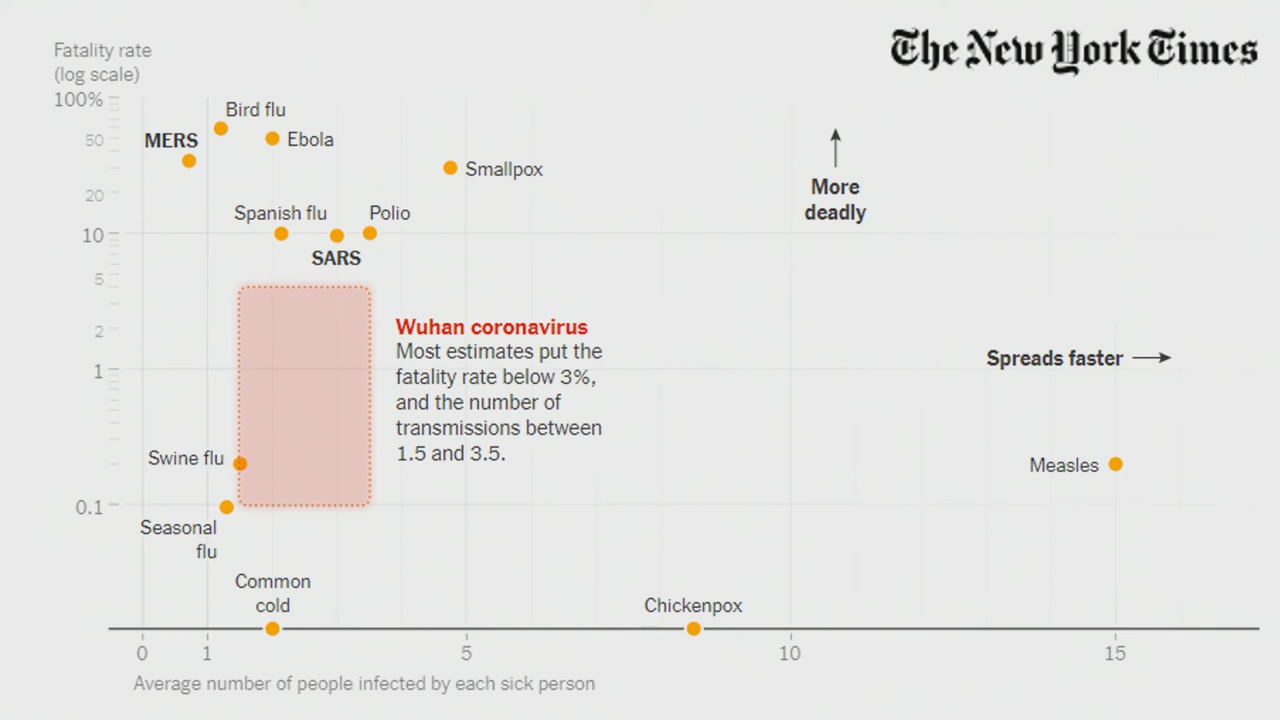 The New York Times
Fatality rate
(log scale)
100%
50
20
10
5
2
1
0.1
Bird flu
MERS
Ebola
Smallpox
Spanish flu
Polio
SARS
More
deadly
Wuhan coronavirus
Most estimates put the
fatality rate below 3%,
and the number of
transmissions between
1.5 and 3.5.
Spreads faster
Swine flu
Measles
Seasonal
flu
Common
cold
Chickenpox
0
1
5
10
15
Average number of people infected by each sick person